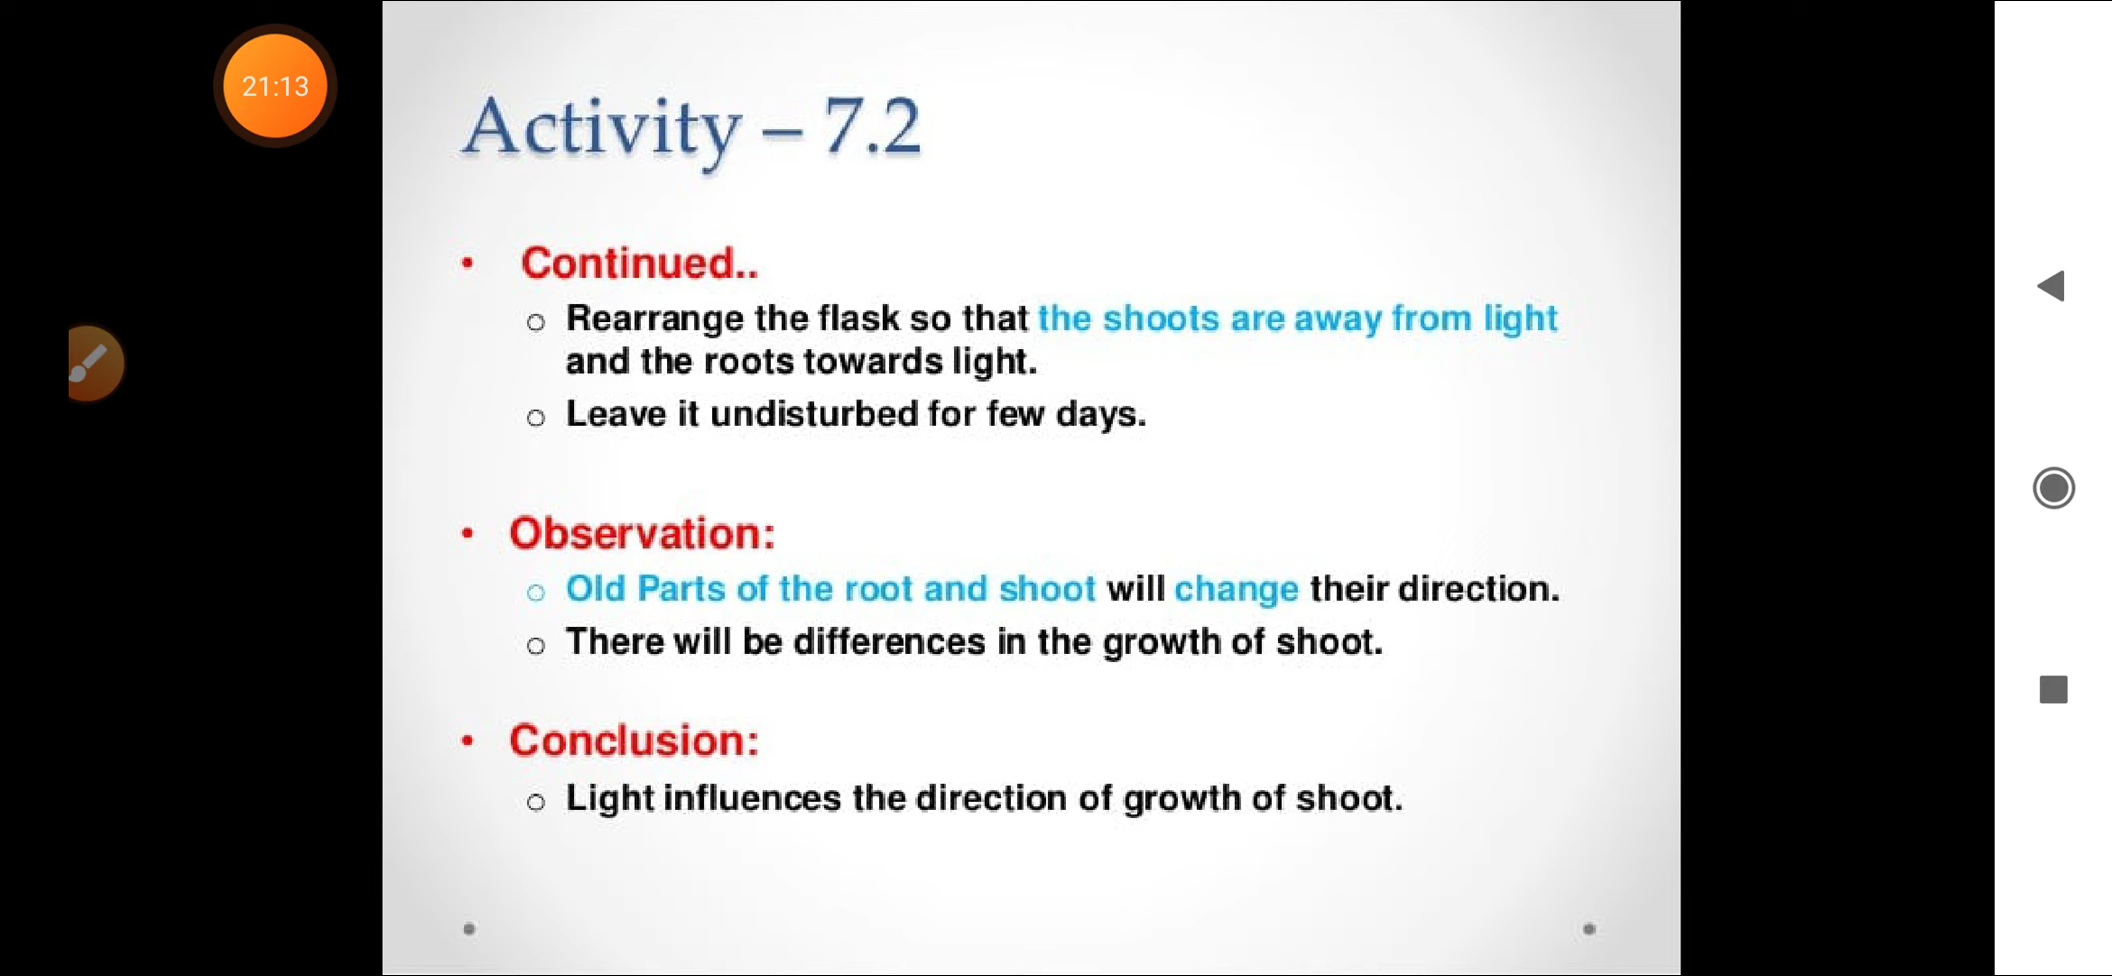 21:13
Activity – 7.2
• Continued..
o Rearrange the flask so that the shoots are away from light
and the roots towards light.
o Leave it undisturbed for few days.
• Observation:
o Old Parts of the root and shoot will change their direction.
o There will be differences in the growth of shoot.
• Conclusion:
o Light influences the direction of growth of shoot.